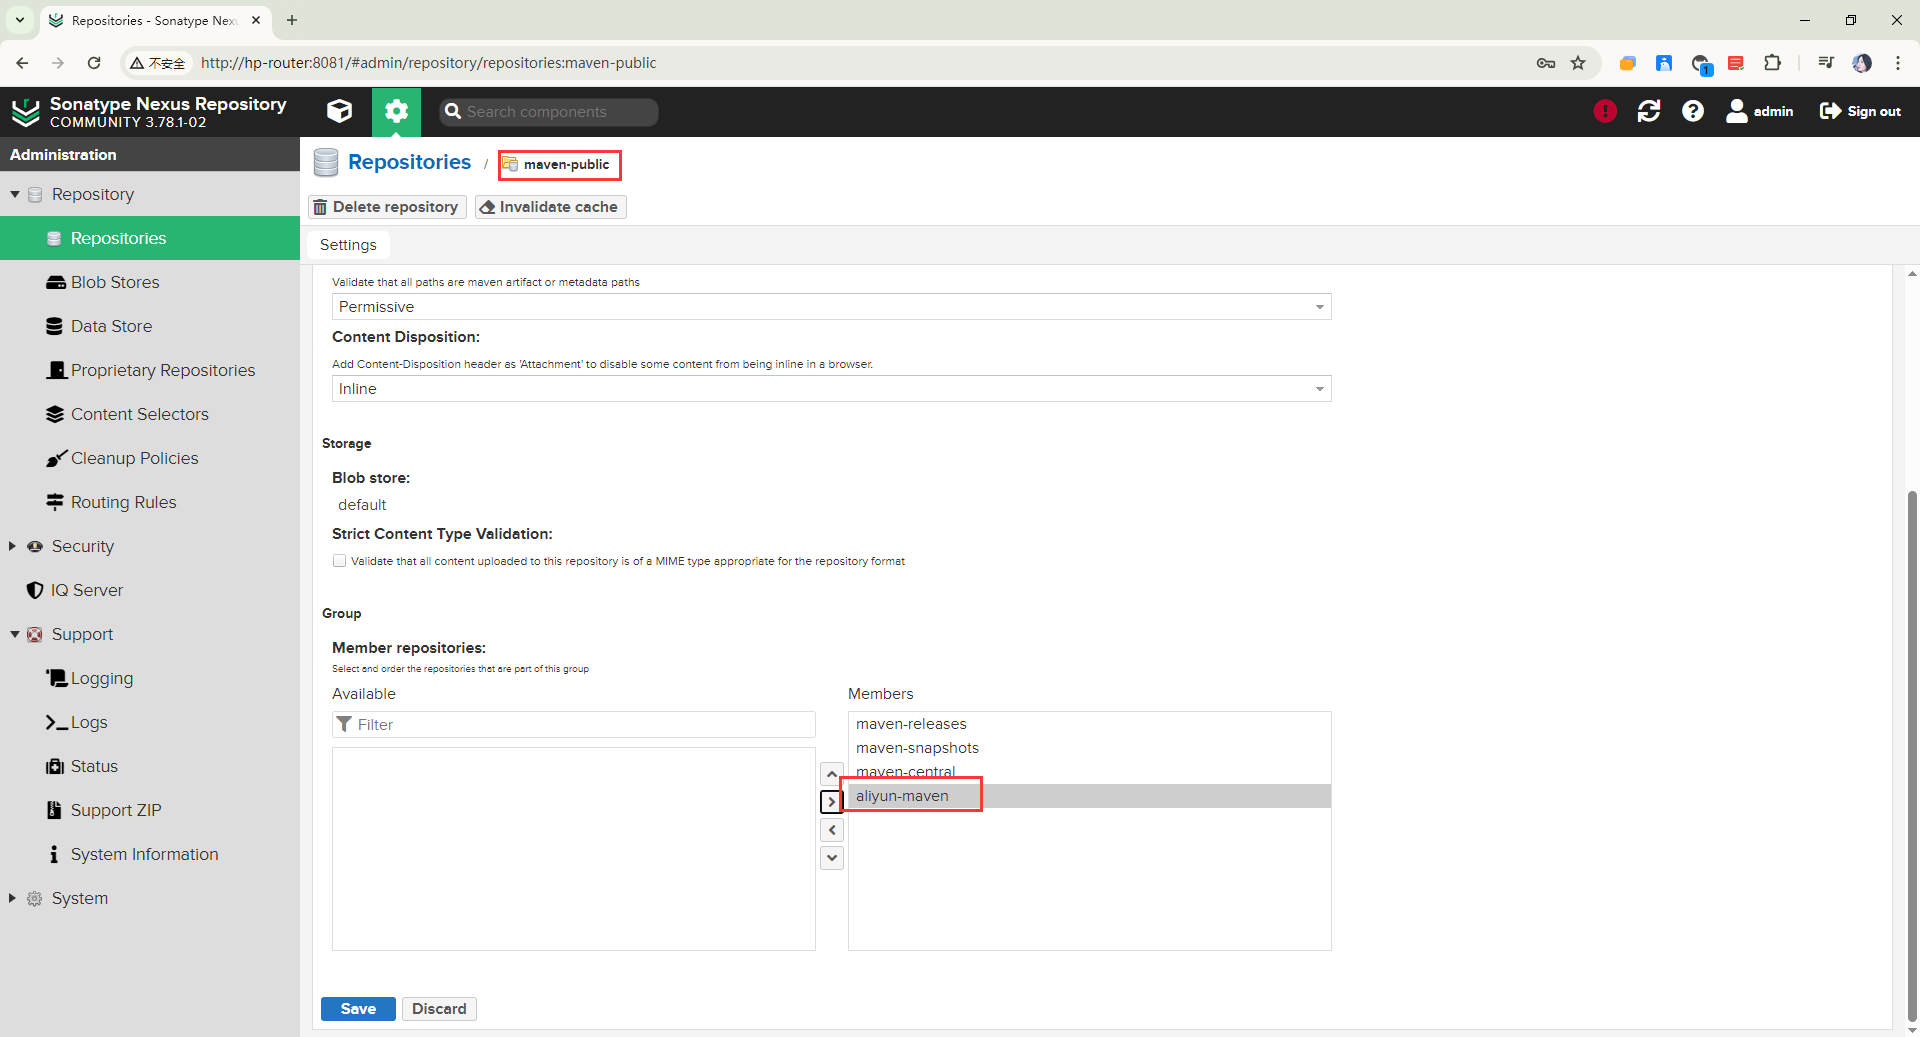 Repositories - Sonatype Nexu
不安全
http://hp-router:8081/#admin/repository/repositories:maven-public
1
Sonatype Nexus Repository
COMMUNITY 3.78.1-02
Search components
admin
Sign out
Administration
Repository
Repositories
Blob Stores
Data Store
Proprietary Repositories
Content Selectors
Cleanup Policies
Routing Rules
Security
IQ Server
Support
Logging
Logs
Status
Support ZIP
System Information
System
Repositories / maven-public
Delete repository
Invalidate cache
Settings
Validate that all paths are maven artifact or metadata paths
Permissive
Content Disposition:
Add Content-Disposition header as 'Attachment' to disable some content from being inline in a browser.
Inline
Storage
Blob store:
default
Strict Content Type Validation:
Validate that all content uploaded to this repository is of a MIME type appropriate for the repository format
Group
Member repositories:
Select and order the repositories that are part of this group
Available
Filter
Members
maven-releases
maven-snapshots
maven-central
aliyun-maven
Save
Discard